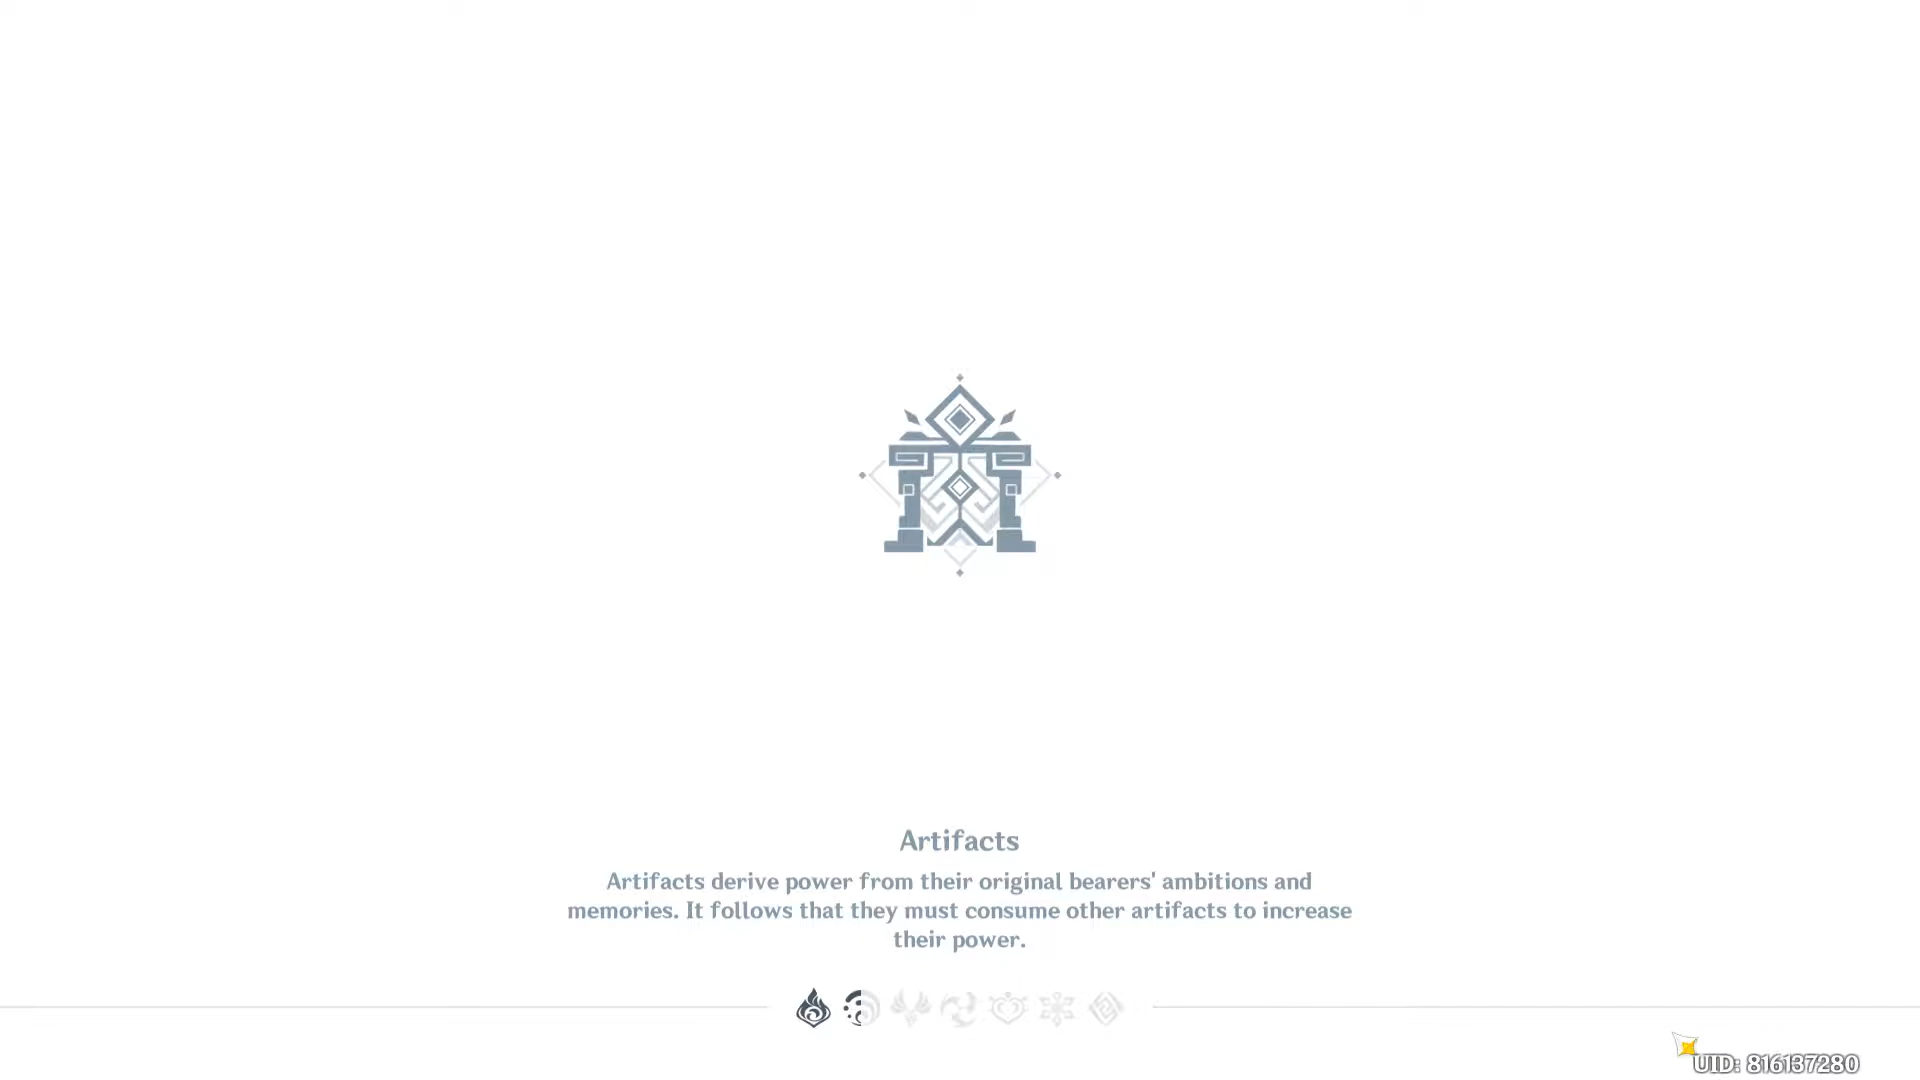 Artifacts
Artifacts derive power from their original bearers' ambitions and
memories. It follows that they must consume other artifacts to increase
their power.
UID: 816137280